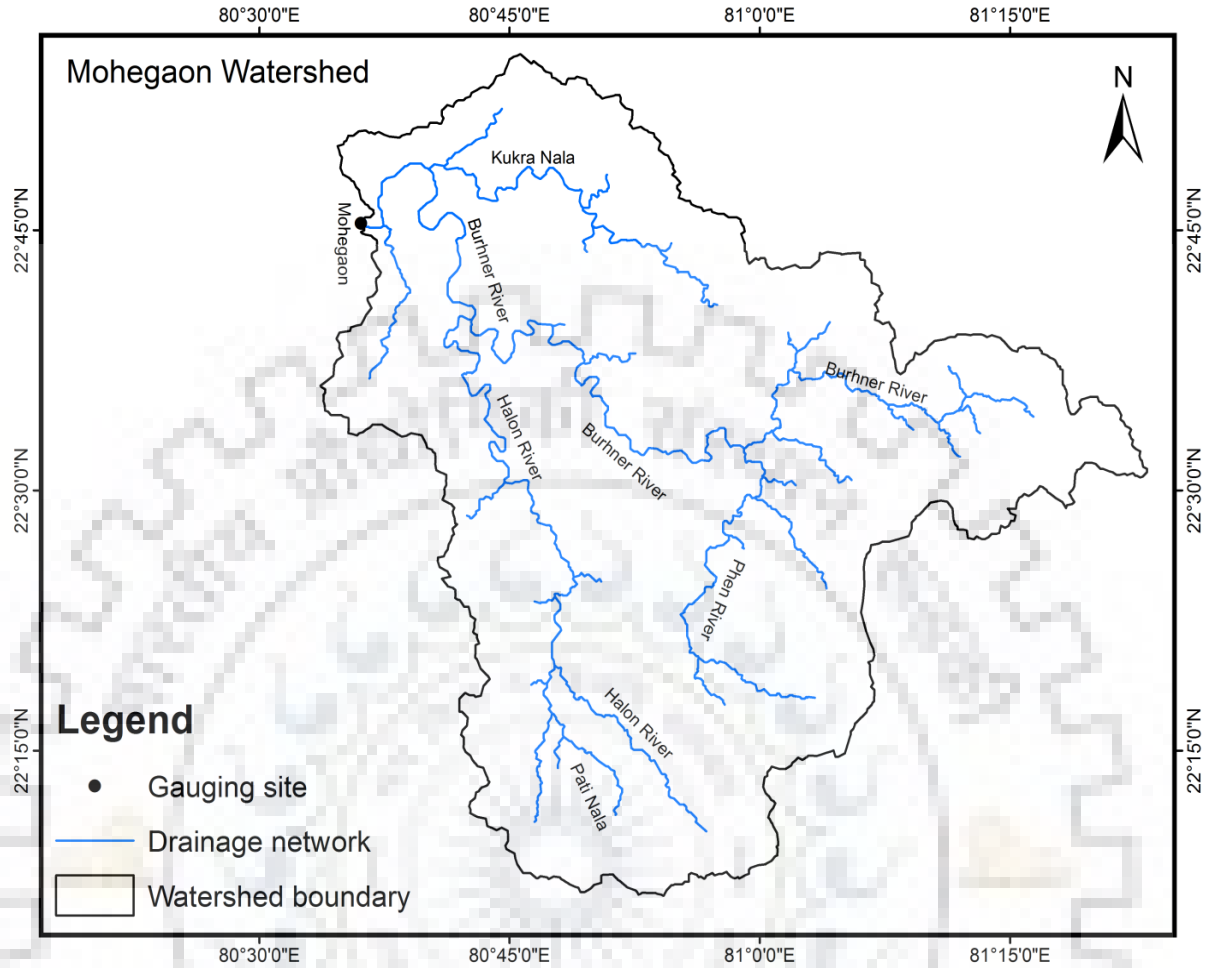 80°30'0"E
80°45'0"E
81°0'0"E
81°15'0"E
Mohegaon Watershed
N
Kukra Nala
22°45'0"N
Mohegaon
Burhner River
22°45'0"N
Burhner River
Halon River
Burhner River
22°30'0"N
22°30'0"N
Phen River
Halon River
Legend
22°15'0"N
22°15'0"N
Pati Nala
Gauging site
Drainage network
Watershed boundary
80°30'0"E
80°45'0"E
81°0'0"E
81°15'0"E